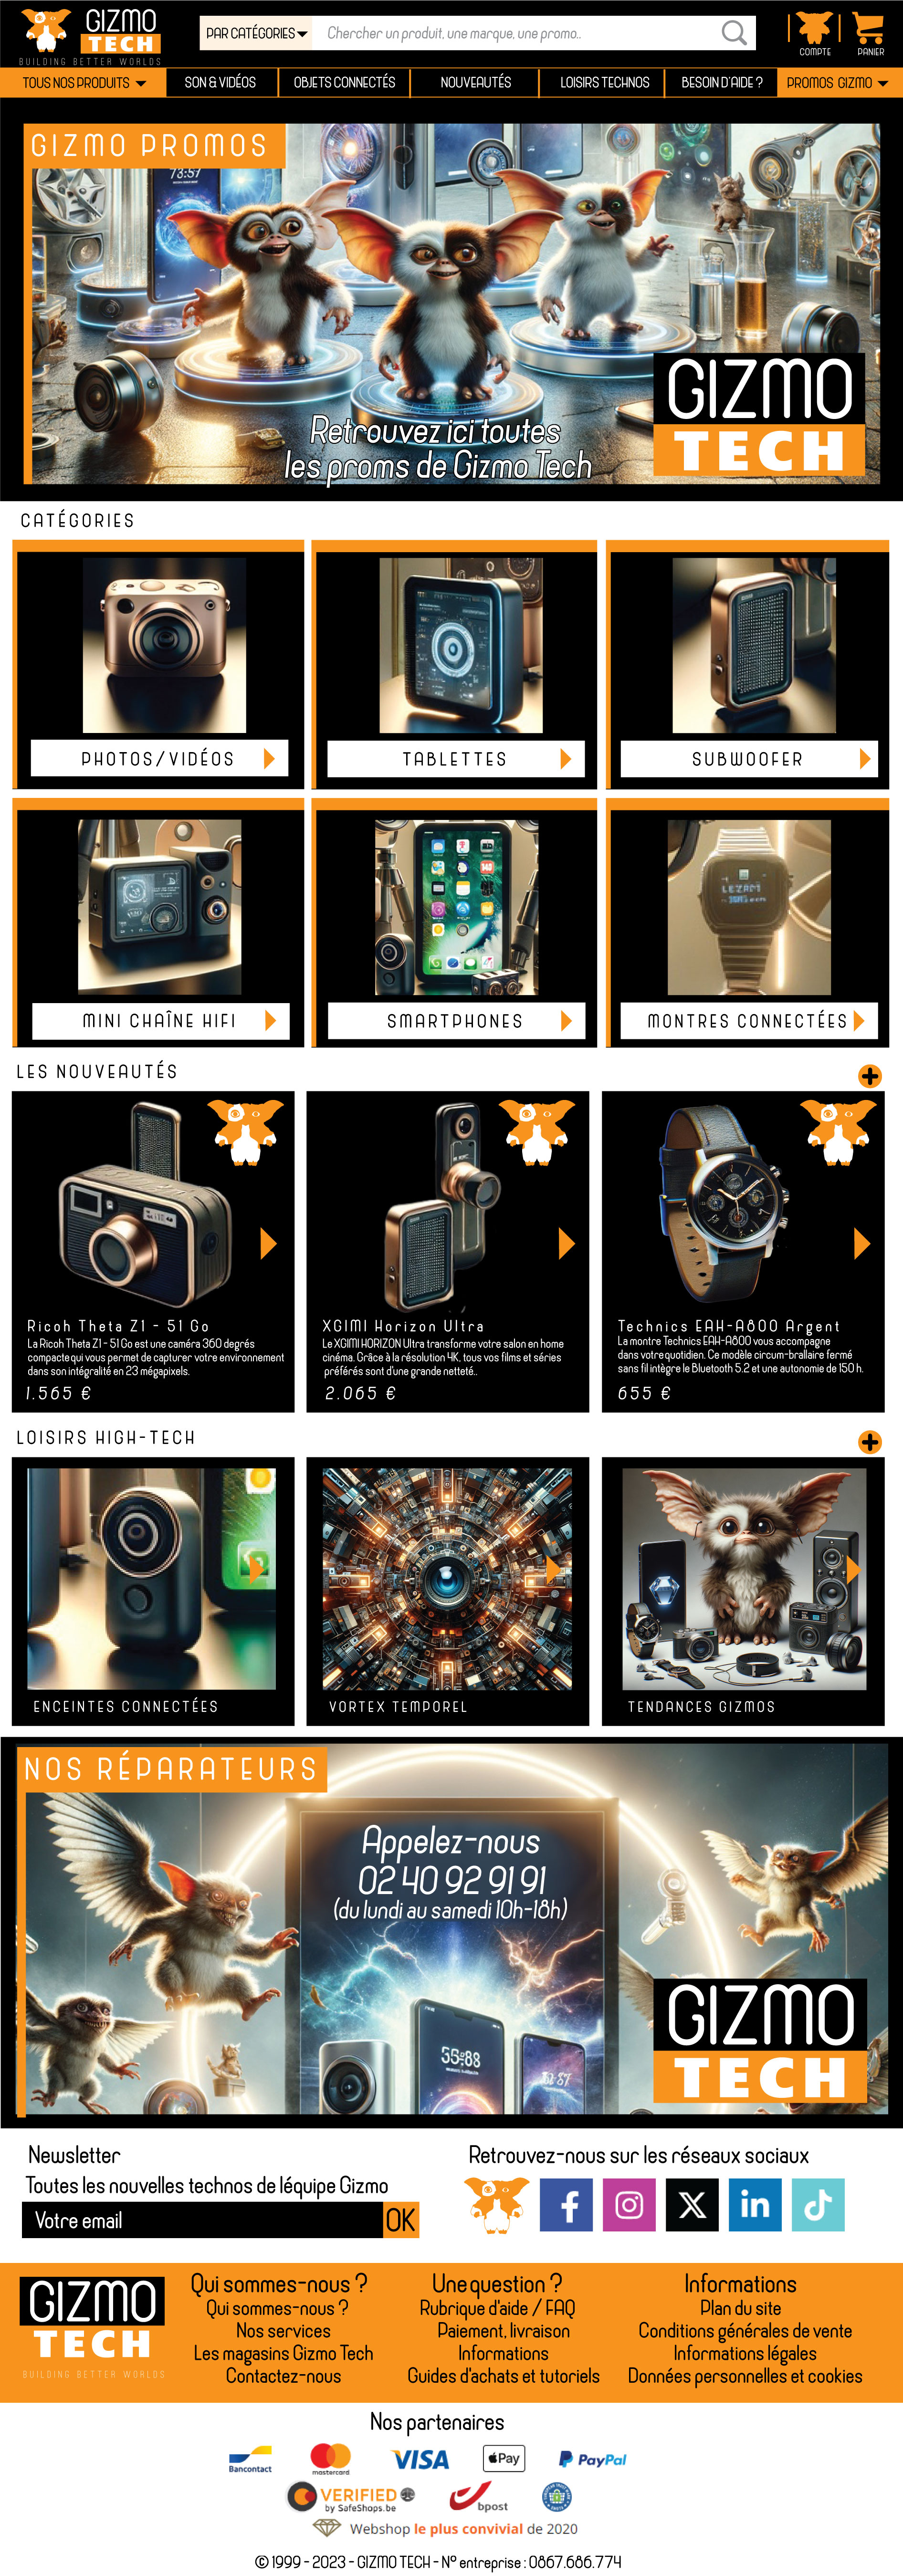 GIZMO
TECH
BUILDING BETTER WORLDS
PAR CATÉGORIES
Chercher un produit, une marque, une promo..
COMPTE
PANIER
TOUS NOS PRODUITS
SON & VIDÉOS
OBJETS CONNECTÉS
NOUVEAUTÉS
LOISIRS TECHNOS
BESOIN D'AIDE ?
PROMOS GIZMO
GIZMO PROMOS
73:57
Retrouvez ici toutes
les proms de Gizmo Tech
GIZMO
TECH
CATÉGORIES
PHOTOS/VIDÉOS
TABLETTES
SUBWOOFER
MINI CHAÎNE HIFI
SMARTPHONES
MONTRES CONNECTÉES
LES NOUVEAUTÉS
Ricoh Theta Z1 - 51 Go
La Ricoh Theta Z1 - 51 Go est une caméra 360 degrés
compacte qui vous permet de capturer votre environnement
dans son intégralité en 23 mégapixels.
1.565 €
XGIMI Horizon Ultra
Le XGIMI HORIZON Ultra transforme votre salon en home
cinéma. Grâce à la résolution 4K, tous vos films et séries
préférés sont d'une grande netteté..
2.065 €
Technics EAH-A800 Argent
La montre Technics EAH-A800 vous accompagne
dans votre quotidien. Ce modèle circum-brallaire fermé
sans fil intègre le Bluetooth 5.2 et une autonomie de 150 h.
655 €
LOISIRS HIGH-TECH
ENCEINTES CONNECTÉES
VORTEX TEMPOREL
TENDANCES GIZMOS
NOS RÉPARATEURS
Appelez-nous
02 40 92 91 91
(du lundi au samedi 10h-18h)
GIZMO
TECH
Newsletter
Toutes les nouvelles technos de léquipe Gizmo
Votre email
OK
Retrouvez-nous sur les réseaux sociaux
GIZMO
TECH
BUILDING BETTER WORLDS
Qui sommes-nous ?
Qui sommes-nous ?
Nos services
Les magasins Gizmo Tech
Contactez-nous
Une question ?
Rubrique d'aide / FAQ
Paiement, livraison
Informations
Guides d'achats et tutoriels
Informations
Plan du site
Conditions générales de vente
Informations légales
Données personnelles et cookies
Nos partenaires
Bancontact
mastercard
VISA
Pay
PayPal
VERIFIED
by SafeShops.be
bpost
Webshop le plus convivial de 2020
© 1999 - 2023 - GIZMO TECH - N° entreprise : 0867.686.774